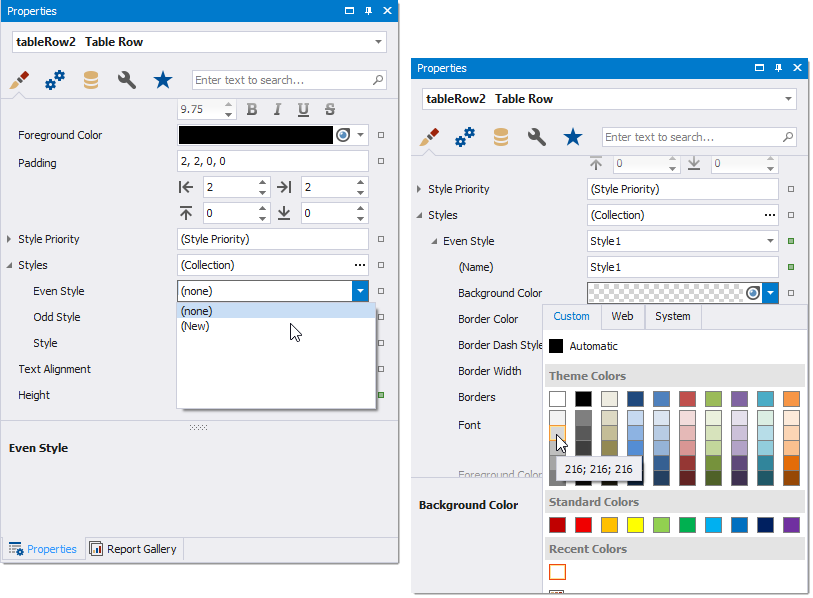 Properties
tableRow2 Table Row
Enter text to search...
9.75 B I U S
Foreground Color
Padding 2, 2, 0, 0
2 2
0 0
Style Priority (Style Priority)
Styles (Collection)
Even Style (none)
Odd Style (none)
Style (New)
Text Alignment
Height
Even Style
Properties Report Gallery
Properties
tableRow2 Table Row
Enter text to search...
0 0
Style Priority (Style Priority)
Styles (Collection)
Even Style Style1
(Name) Style1
Background Color
Border Color Custom Web System
Border Dash Style Automatic
Border Width Theme Colors
Borders
Font
216; 216; 216
Foreground Color
Background Color Standard Colors
Recent Colors